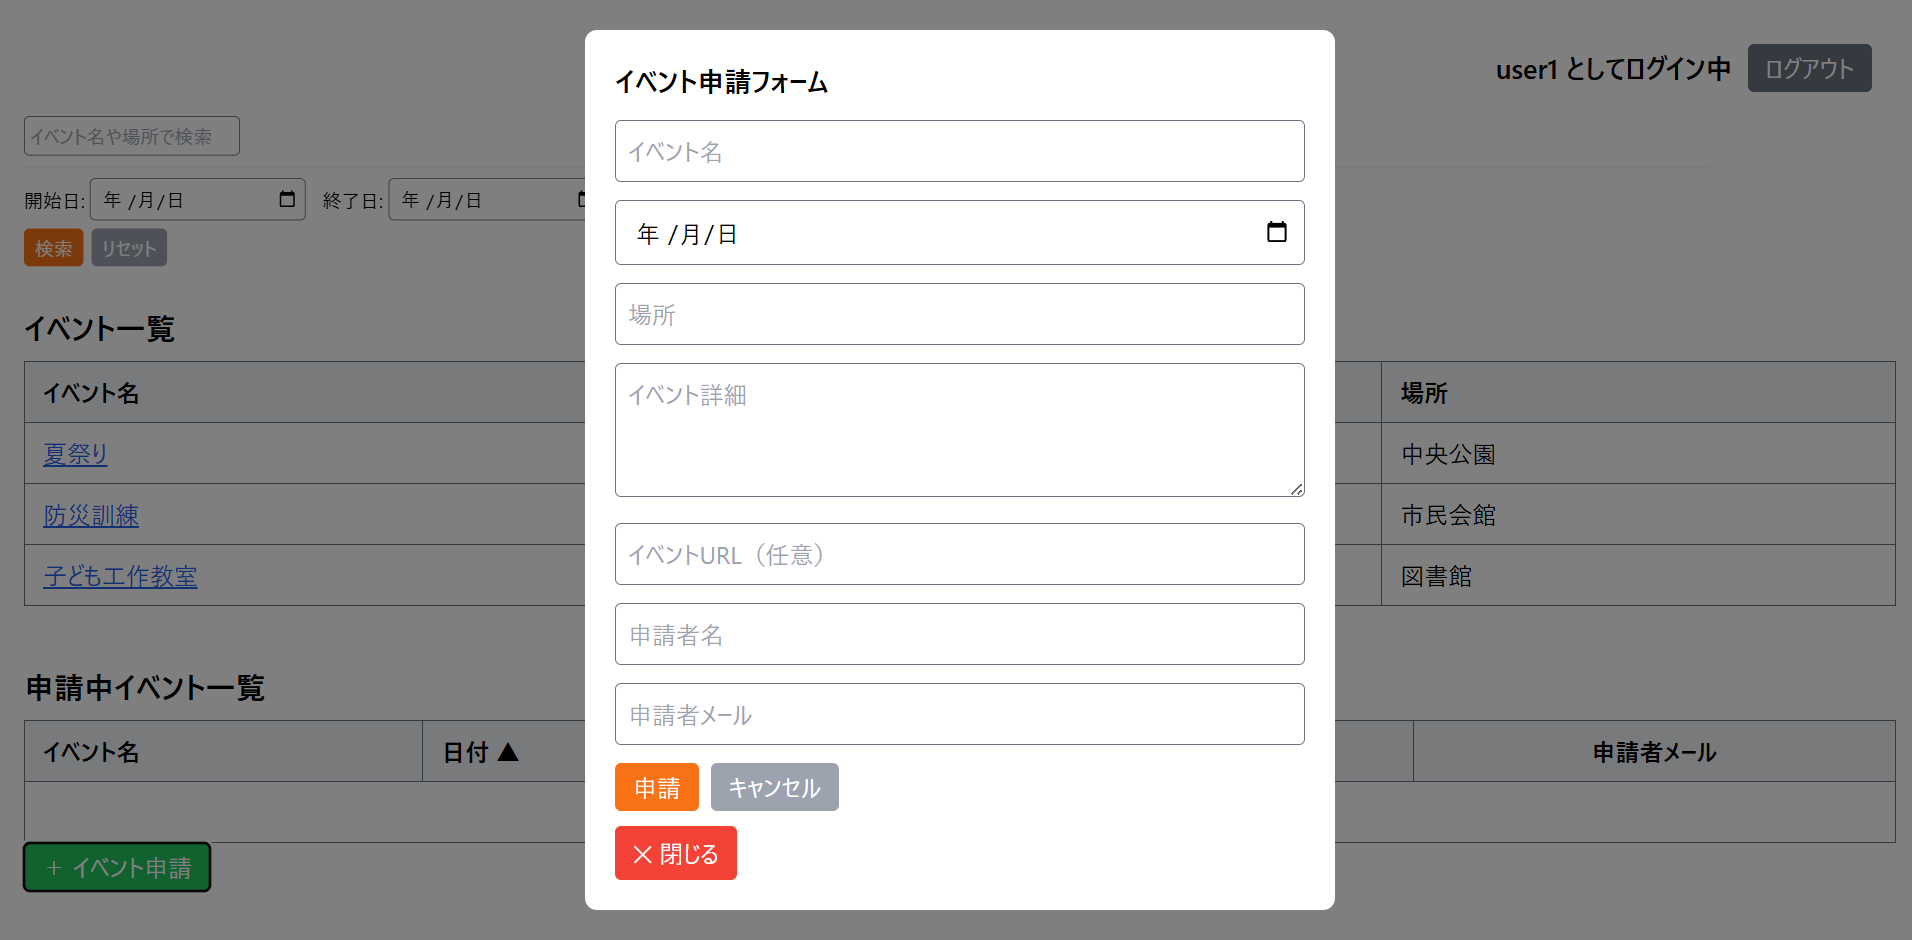 user1 としてログイン中
ログアウト
イベント名や場所で検索
開始日: 年 /月/日
終了日: 年 /月/日
検索
リセット
イベント一覧
イベント名
場所
夏祭り
中央公園
防災訓練
市民会館
子ども工作教室
図書館
申請中イベント一覧
イベント名
日付 ▲
申請者メール
+ イベント申請
イベント申請フォーム
イベント名
年 /月/日
場所
イベント詳細
イベントURL（任意）
申請者名
申請者メール
申請
キャンセル
× 閉じる